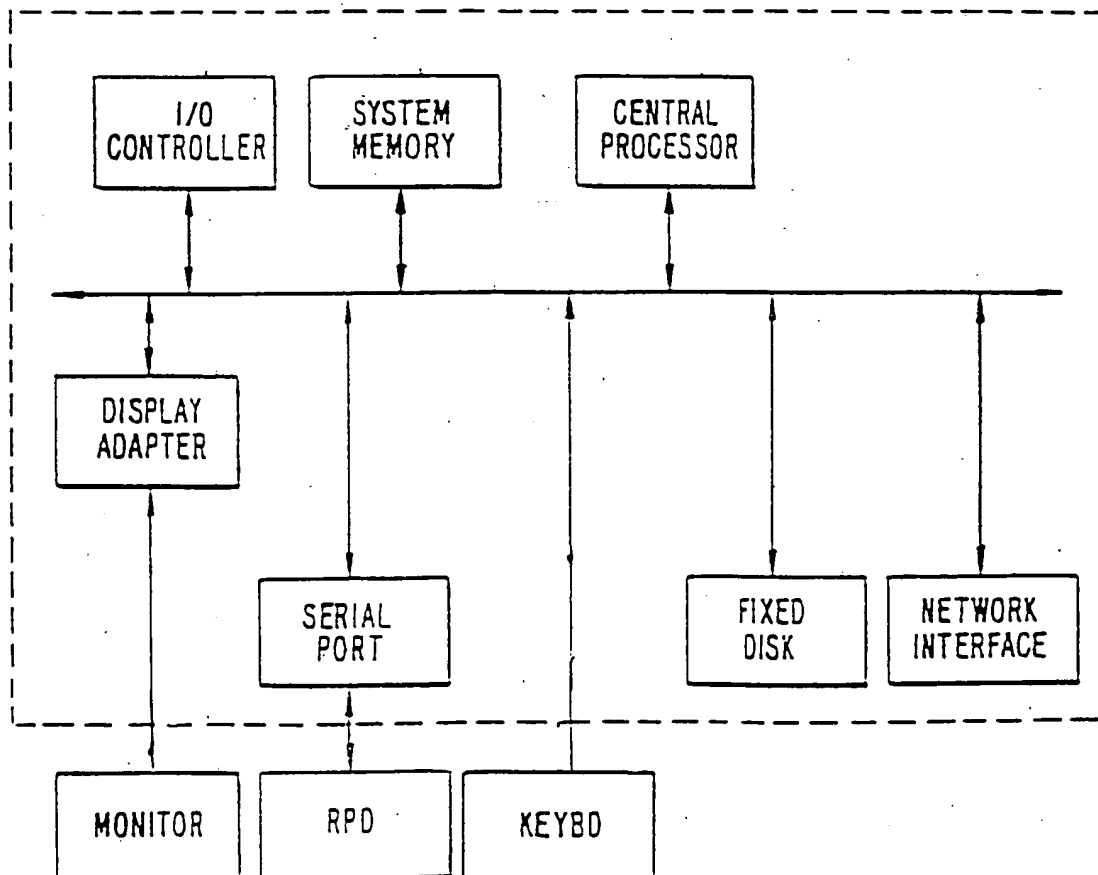 I/O
CONTROLLER
SYSTEM
MEMORY
CENTRAL
PROCESSOR
DISPLAY
ADAPTER
SERIAL
PORT
FIXED
DISK
NETWORK
INTERFACE
MONITOR
RPD
KEYBD